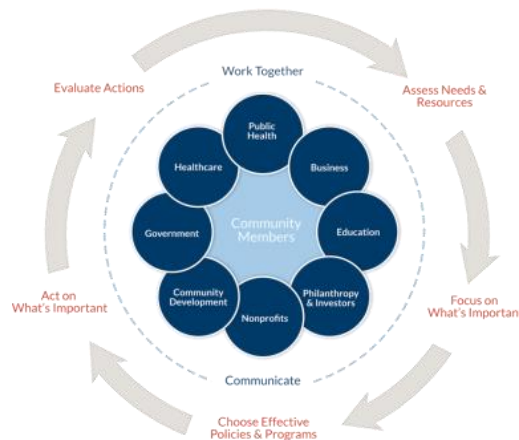 Work Together
Evaluate Actions
Assess Needs &
Resources
Public
Health
Healthcare
Business
Community
Members
Government
Education
Act on
What's Important
Community
Development
Philanthropy
& Investors
Focus on
What's Importan
Nonprofits
Communicate
Choose Effective
Policies & Programs